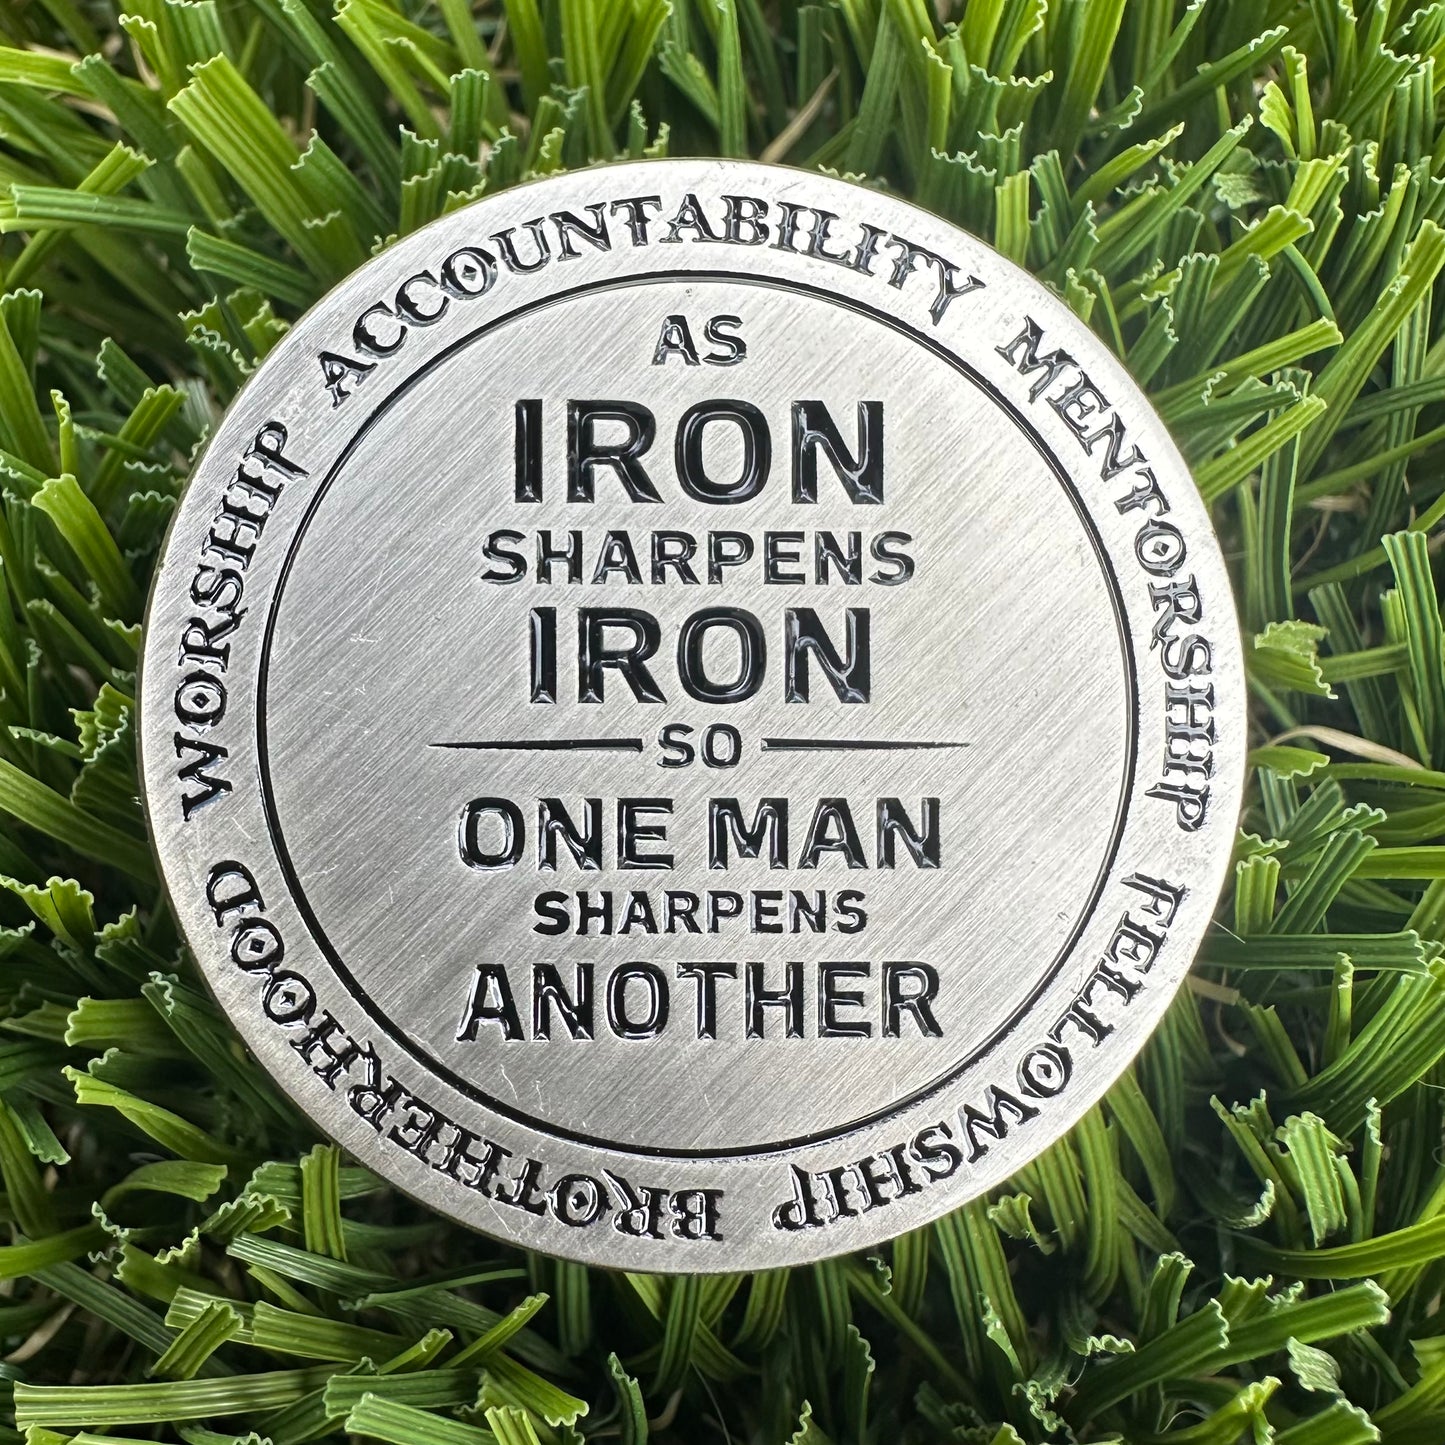 ACCOUNTABILITY MENTORSHIP FELLOWSHIP BROTHERHOOD WORSHIP
AS
IRON
SHARPENS
IRON
SO
ONE MAN
SHARPENS
ANOTHER